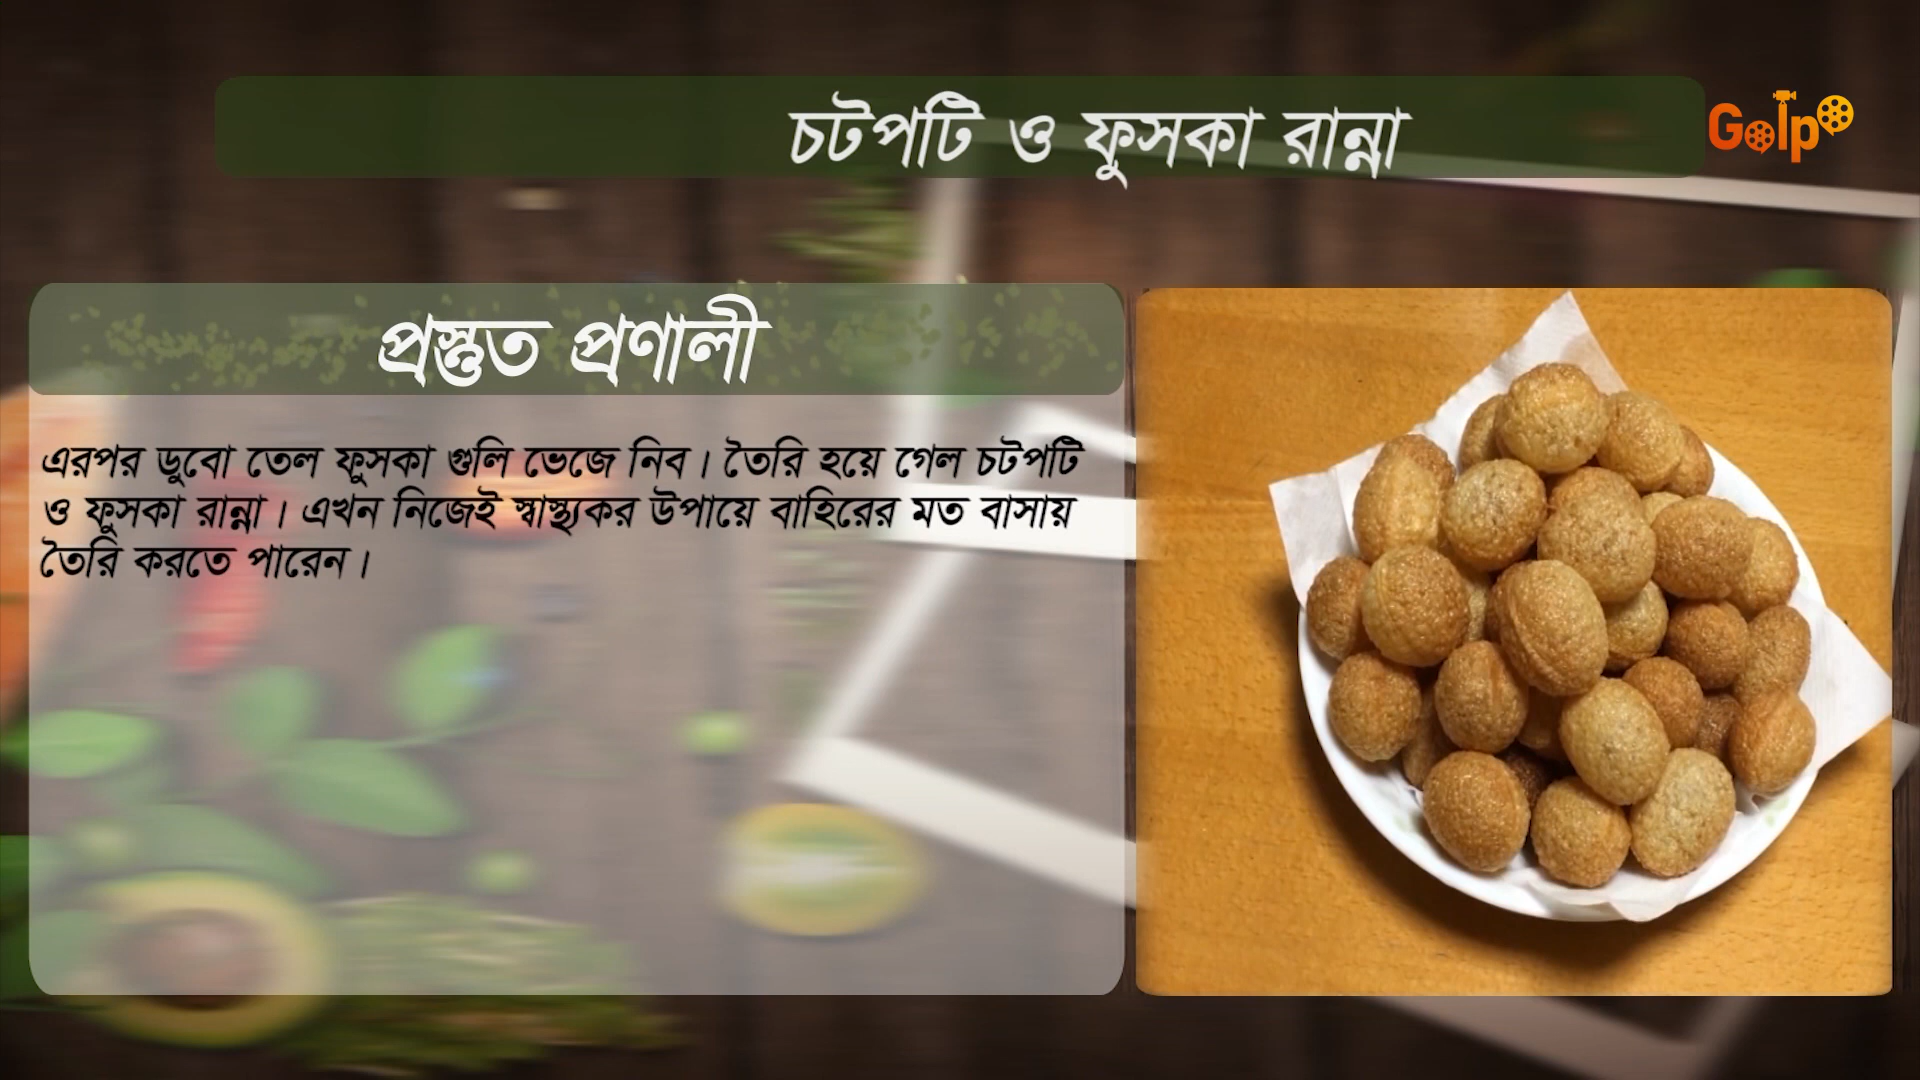 চটপটি ও ফুসকা রান্না
Golpo
প্রস্তুত প্রণালী
এরপর ডুবো তেল ফুসকা গুলি ভেজে নিব। তৈরি হয়ে গেল চটপটি
ও ফুসকা রান্না। এখন নিজেই স্বাস্থ্যকর উপায়ে বাহিরের মত বাসায়
তৈরি করতে পারেন।